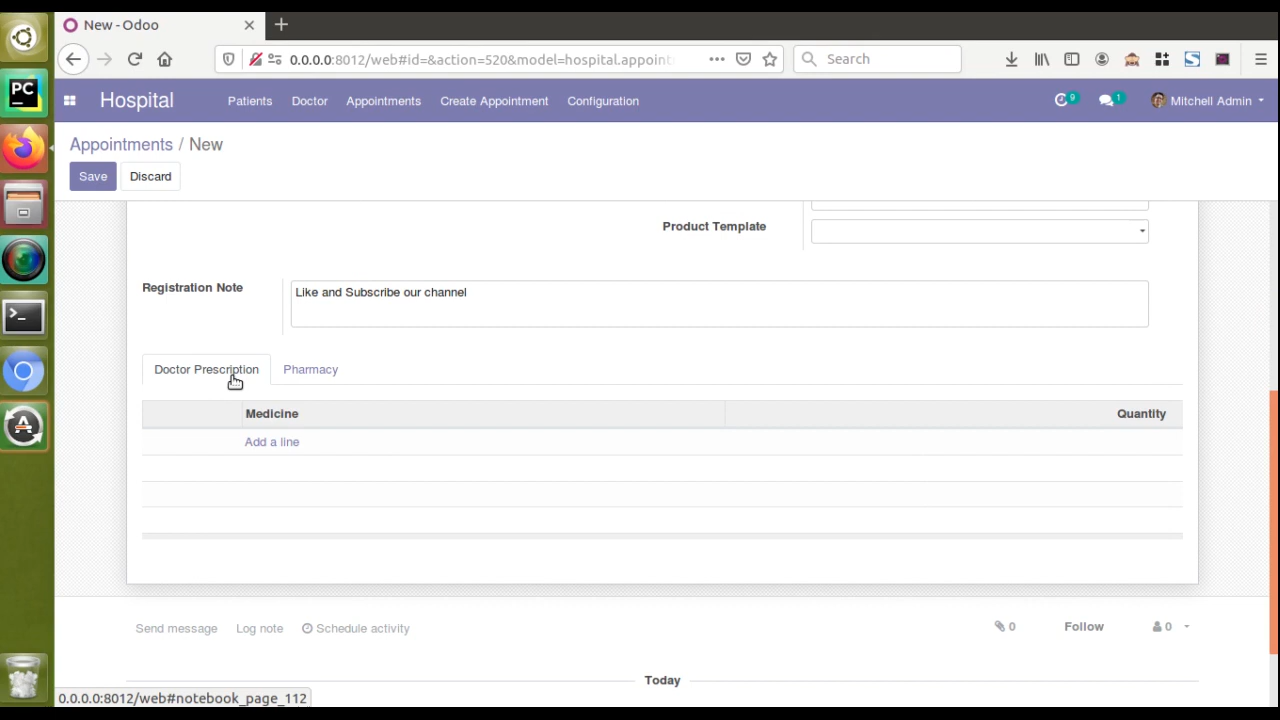 New - Odoo
0.0.0.0:8012/web#id=&action=520&model=hospital.appoint
Search
PC
Hospital
Patients
Doctor
Appointments
Create Appointment
Configuration
9
1
Mitchell Admin
Appointments / New
Save
Discard
Product Template
Registration Note
Like and Subscribe our channel
Doctor Prescription
Pharmacy
Medicine
Quantity
Add a line
Send message
Log note
Schedule activity
0
Follow
0
Today
0.0.0.0:8012/web#notebook_page_112